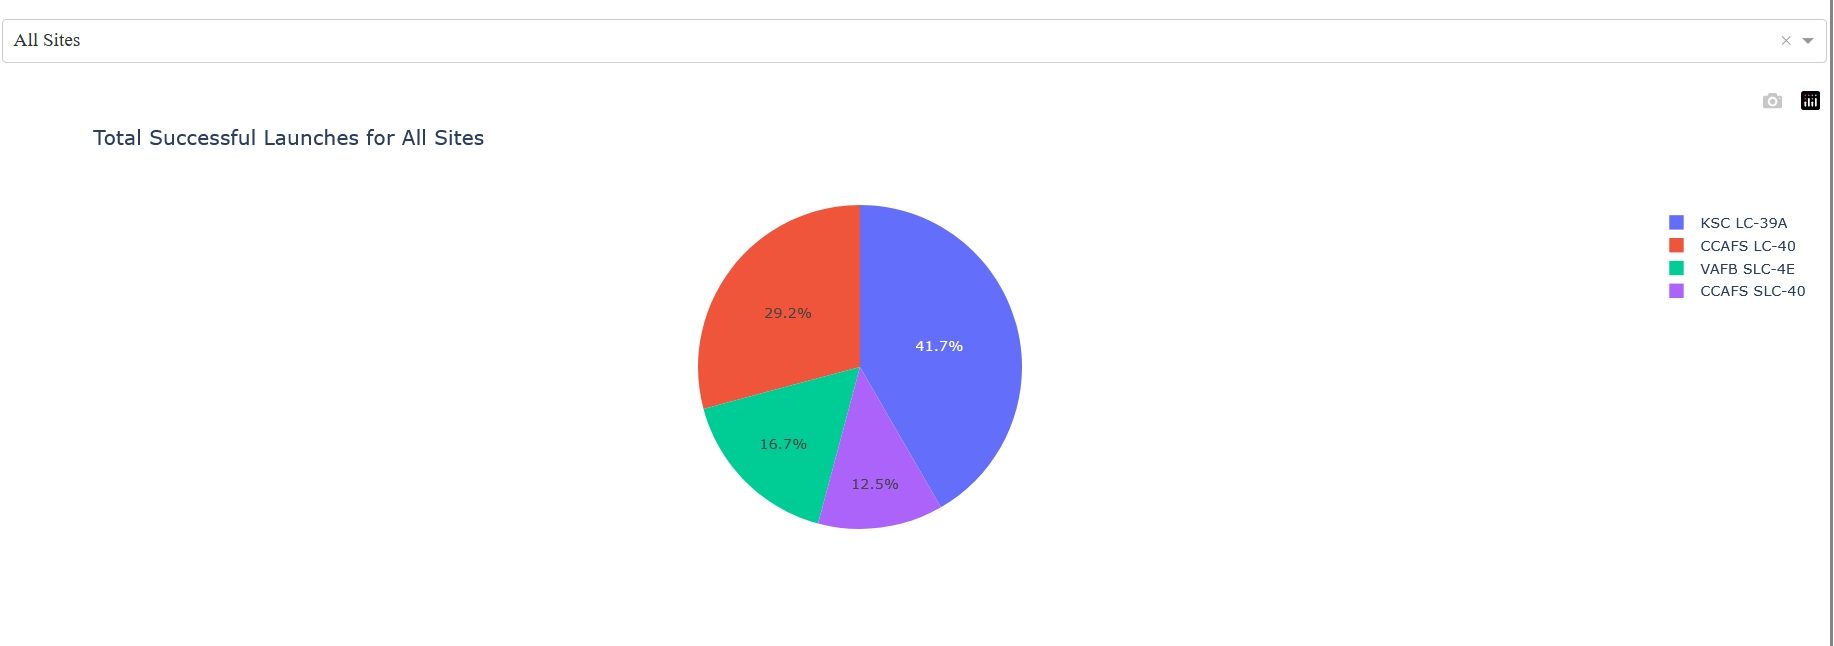 All Sites
Total Successful Launches for All Sites
KSC LC-39A
CCAFS LC-40
VAFB SLC-4E
CCAFS SLC-40
29.2%
41.7%
16.7%
12.5%